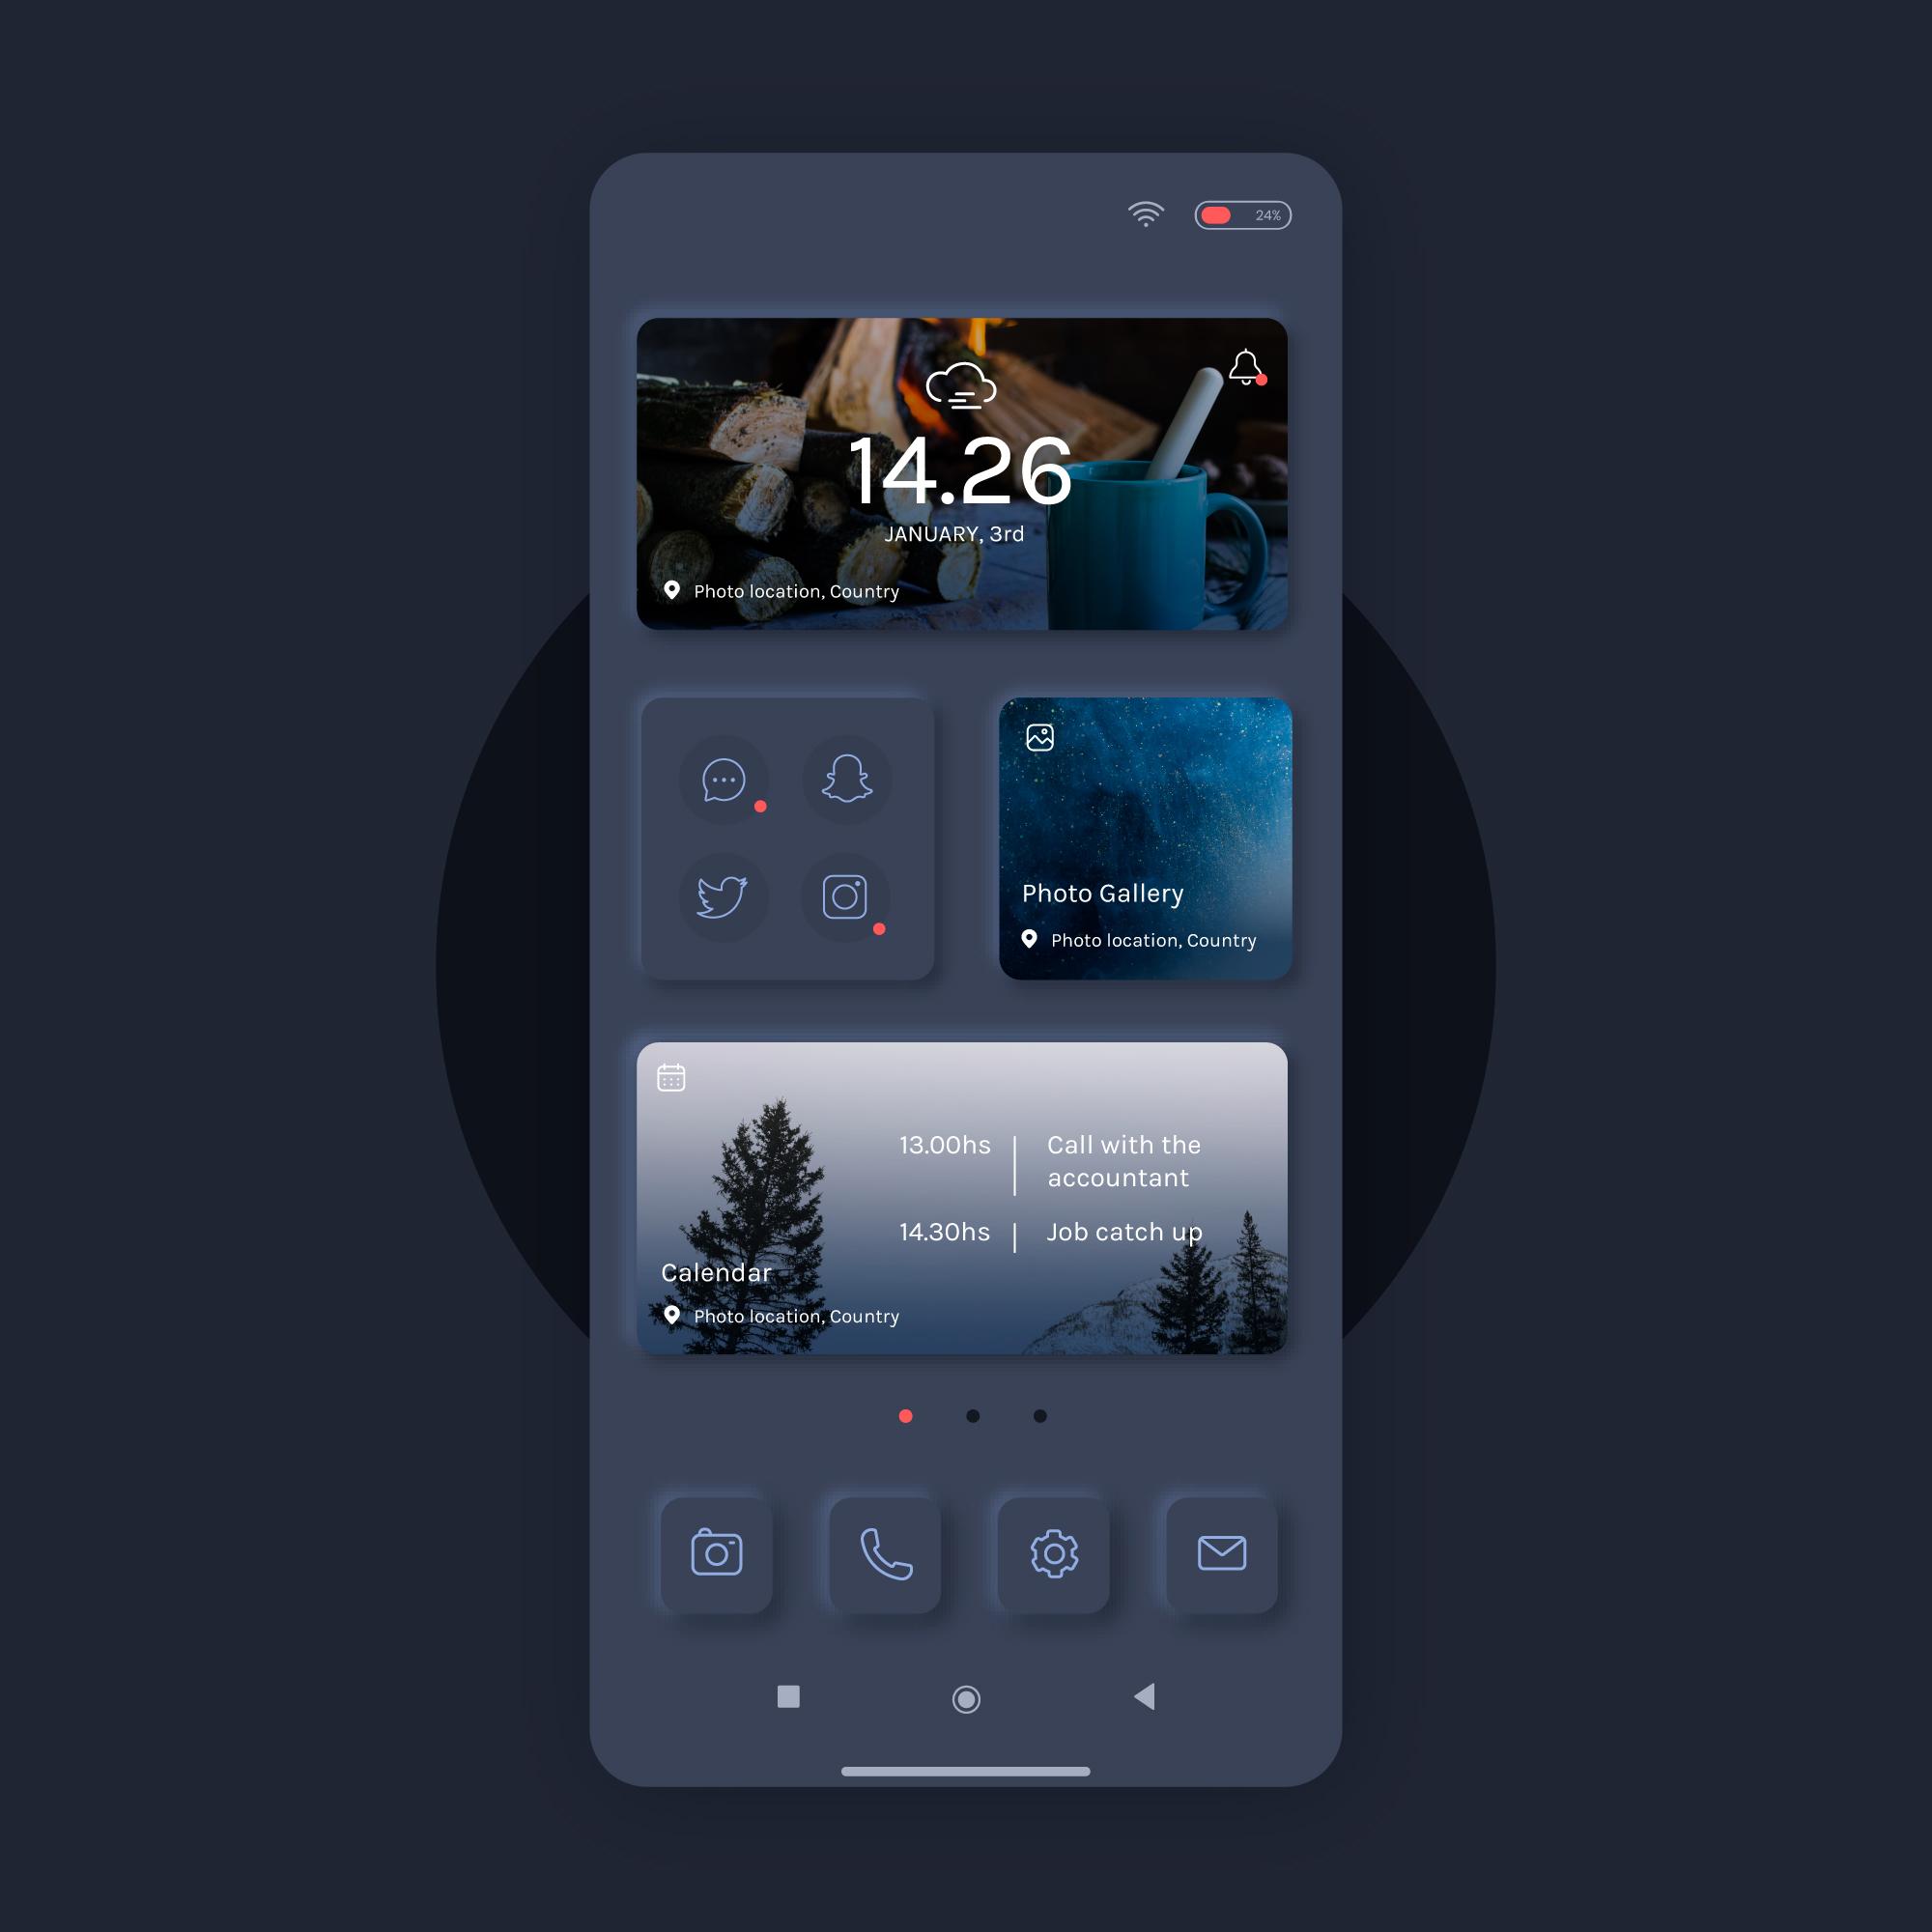 24%
14.26
JANUARY, 3rd
Photo location, Country
Photo Gallery
Photo location, Country
13.00hs
Call with the
accountant
14.30hs
Job catch up
Calendar
Photo location, Country